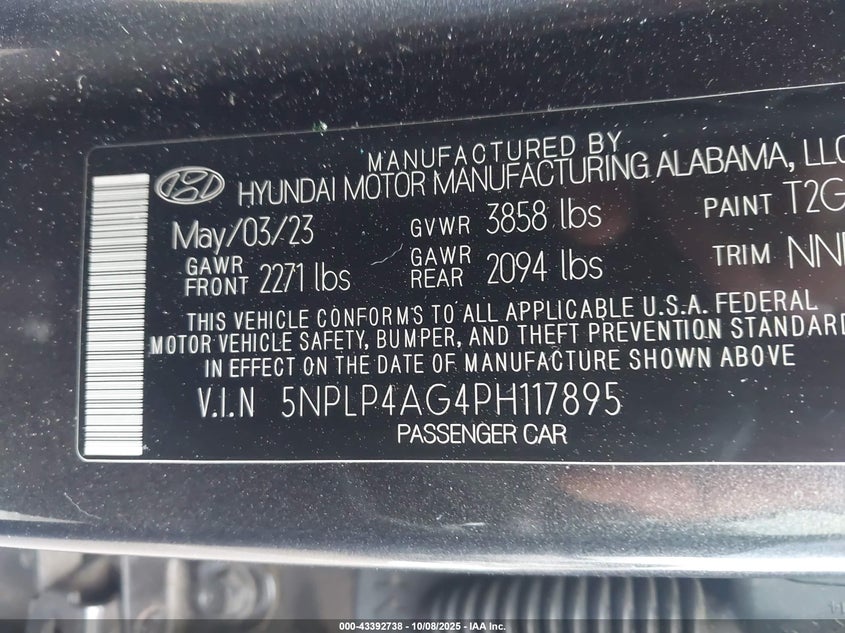 MANUFACTURED BY
HYUNDAI MOTOR MANUFACTURING ALABAMA, LLC
May/03/23 GVWR 3858 lbs PAINT T2G
GAWR FRONT 2271 lbs GAWR REAR 2094 lbs TRIM NN
THIS VEHICLE CONFORMS TO ALL APPLICABLE U.S.A. FEDERAL
MOTOR VEHICLE SAFETY, BUMPER, AND THEFT PREVENTION STANDARD
IN EFFECT ON THE DATE OF MANUFACTURE SHOWN ABOVE
V.I.N 5NPLP4AG4PH117895
PASSENGER CAR
000-43392738 - 10/08/2025 - IAA Inc.